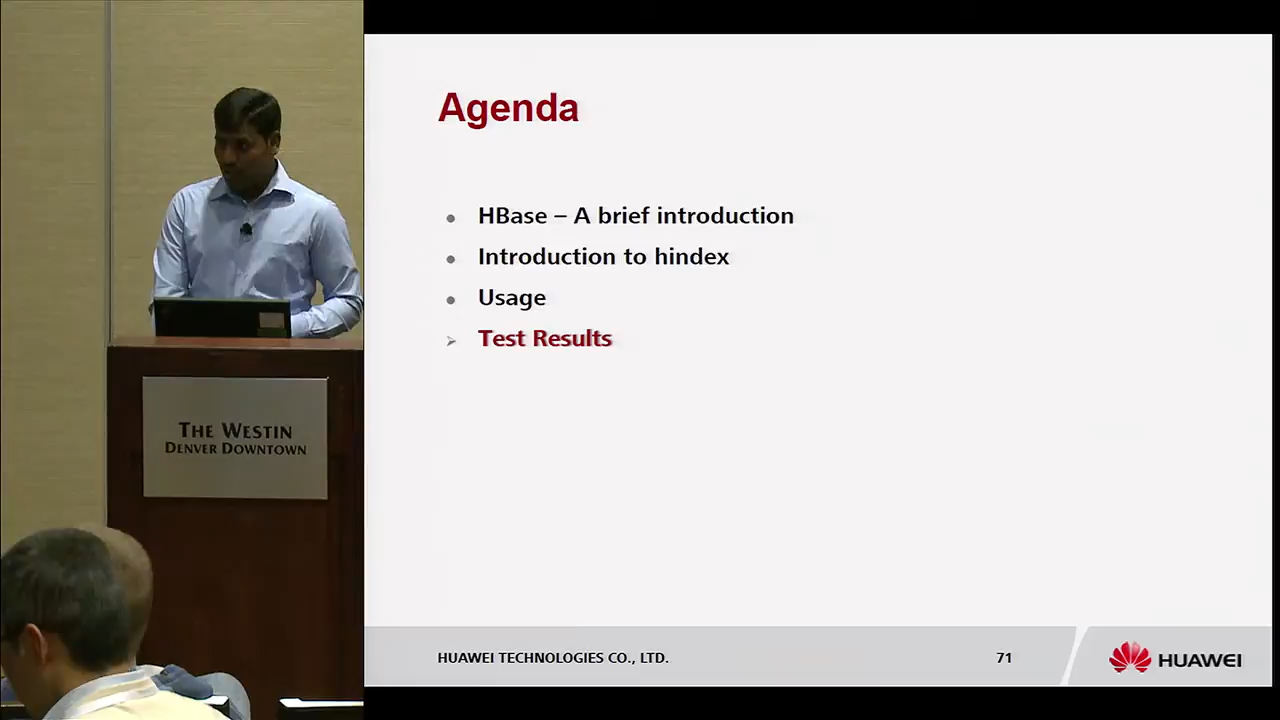 Agenda
• HBase – A brief introduction
• Introduction to hindex
• Usage
➢ Test Results
THE WESTIN
DENVER DOWNTOWN
HUAWEI TECHNOLOGIES CO., LTD.
71
HUAWEI